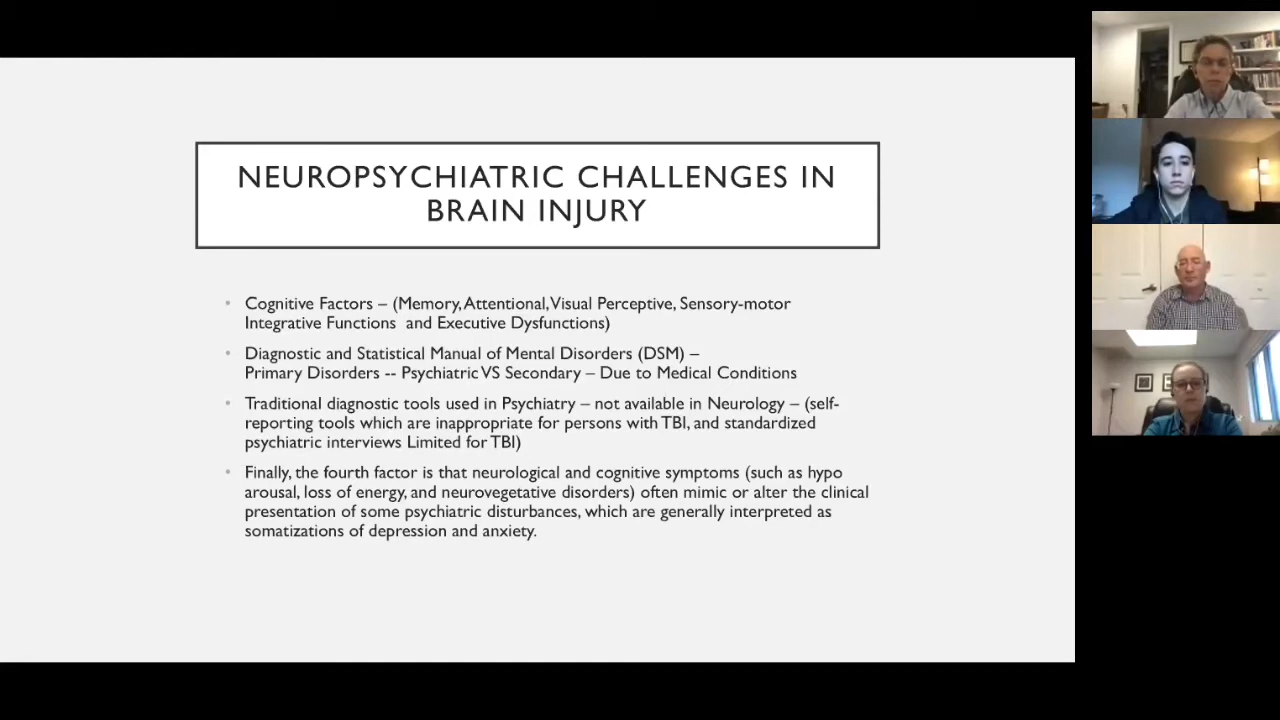 NEUROPSYCHIATRIC CHALLENGES IN
BRAIN INJURY
• Cognitive Factors – (Memory, Attentional, Visual Perceptive, Sensory-motor
Integrative Functions and Executive Dysfunctions)
• Diagnostic and Statistical Manual of Mental Disorders (DSM) –
Primary Disorders -- Psychiatric VS Secondary – Due to Medical Conditions
• Traditional diagnostic tools used in Psychiatry – not available in Neurology – (self-
reporting tools which are inappropriate for persons with TBI, and standardized
psychiatric interviews Limited for TBI)
• Finally, the fourth factor is that neurological and cognitive symptoms (such as hypo
arousal, loss of energy, and neurovegetative disorders) often mimic or alter the clinical
presentation of some psychiatric disturbances, which are generally interpreted as
somatizations of depression and anxiety.